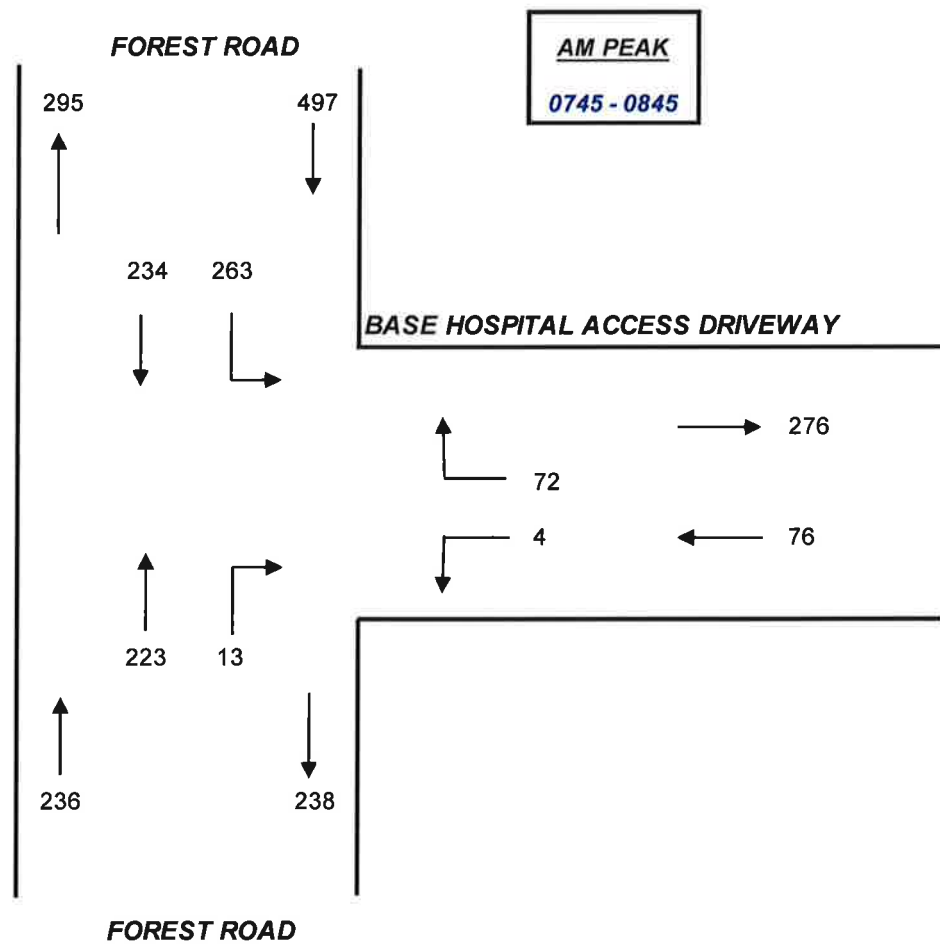 FOREST ROAD
AM PEAK
0745 - 0845
295
497
234
263
BASE HOSPITAL ACCESS DRIVEWAY
276
72
4
76
223
13
236
238
FOREST ROAD